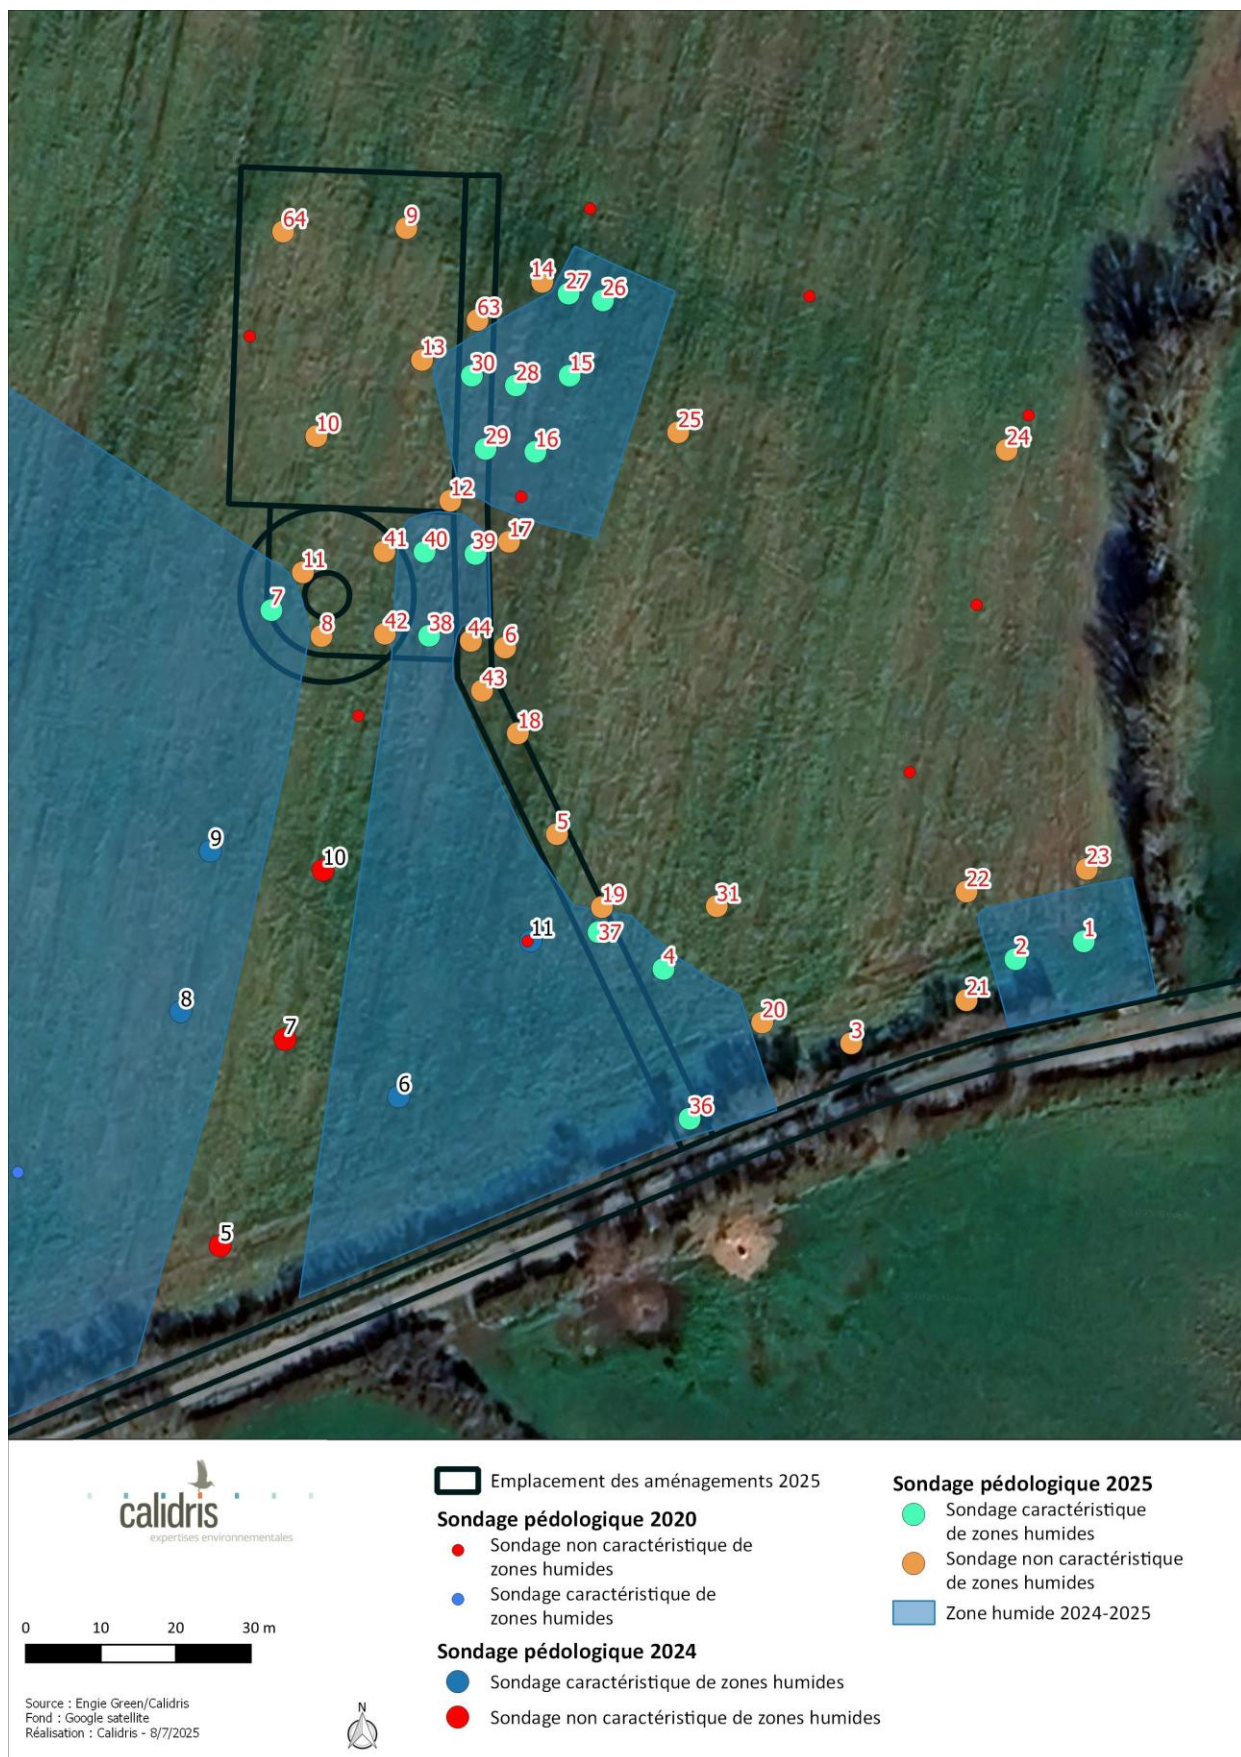 64
9
14
27
26
63
13
30
28
15
10
25
24
29
16
12
17
41
40
39
11
7
8
42
38
44
6
43
18
5
9
10
19
31
22
23
11
37
4
2
1
8
7
20
21
3
6
36
5
calidris
expertises environnementales
0 10 20 30 m
Source : Engie Green/Calidris
Fond : Google satellite
Réalisation : Calidris - 8/7/2025
N
Emplacement des aménagements 2025
Sondage pédologique 2020
Sondage non caractéristique de
zones humides
Sondage caractéristique de
zones humides
Sondage pédologique 2024
Sondage caractéristique de zones humides
Sondage non caractéristique de zones humides
Sondage pédologique 2025
Sondage caractéristique
de zones humides
Sondage non caractéristique
de zones humides
Zone humide 2024-2025